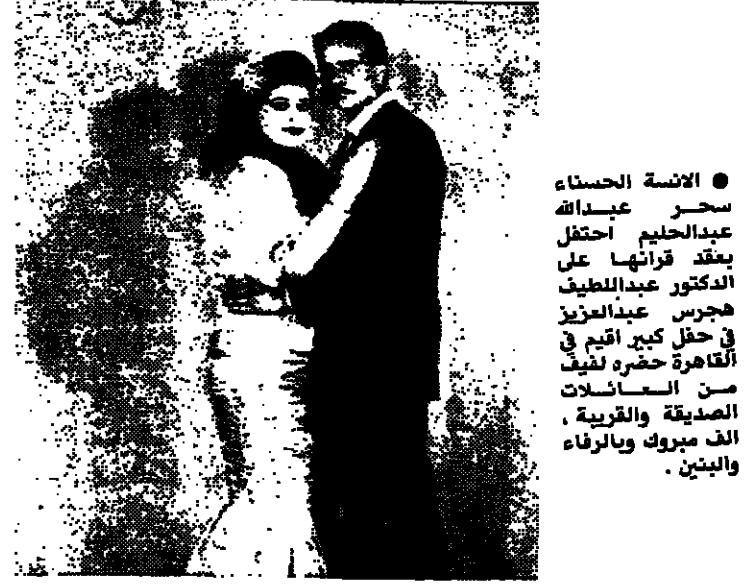 ● الانسة الحسناء
سحر عبدالله
عبدالحليم احتفل
بعقد قرانها على
الدكتور عبداللطيف
هجرس عبدالعزيز
في حفل كبير اقيم في
القاهرة حضره لفيف
من العائلات
الصديقة والقريبة ،
الف مبروك وبالرفاء
والبنين .